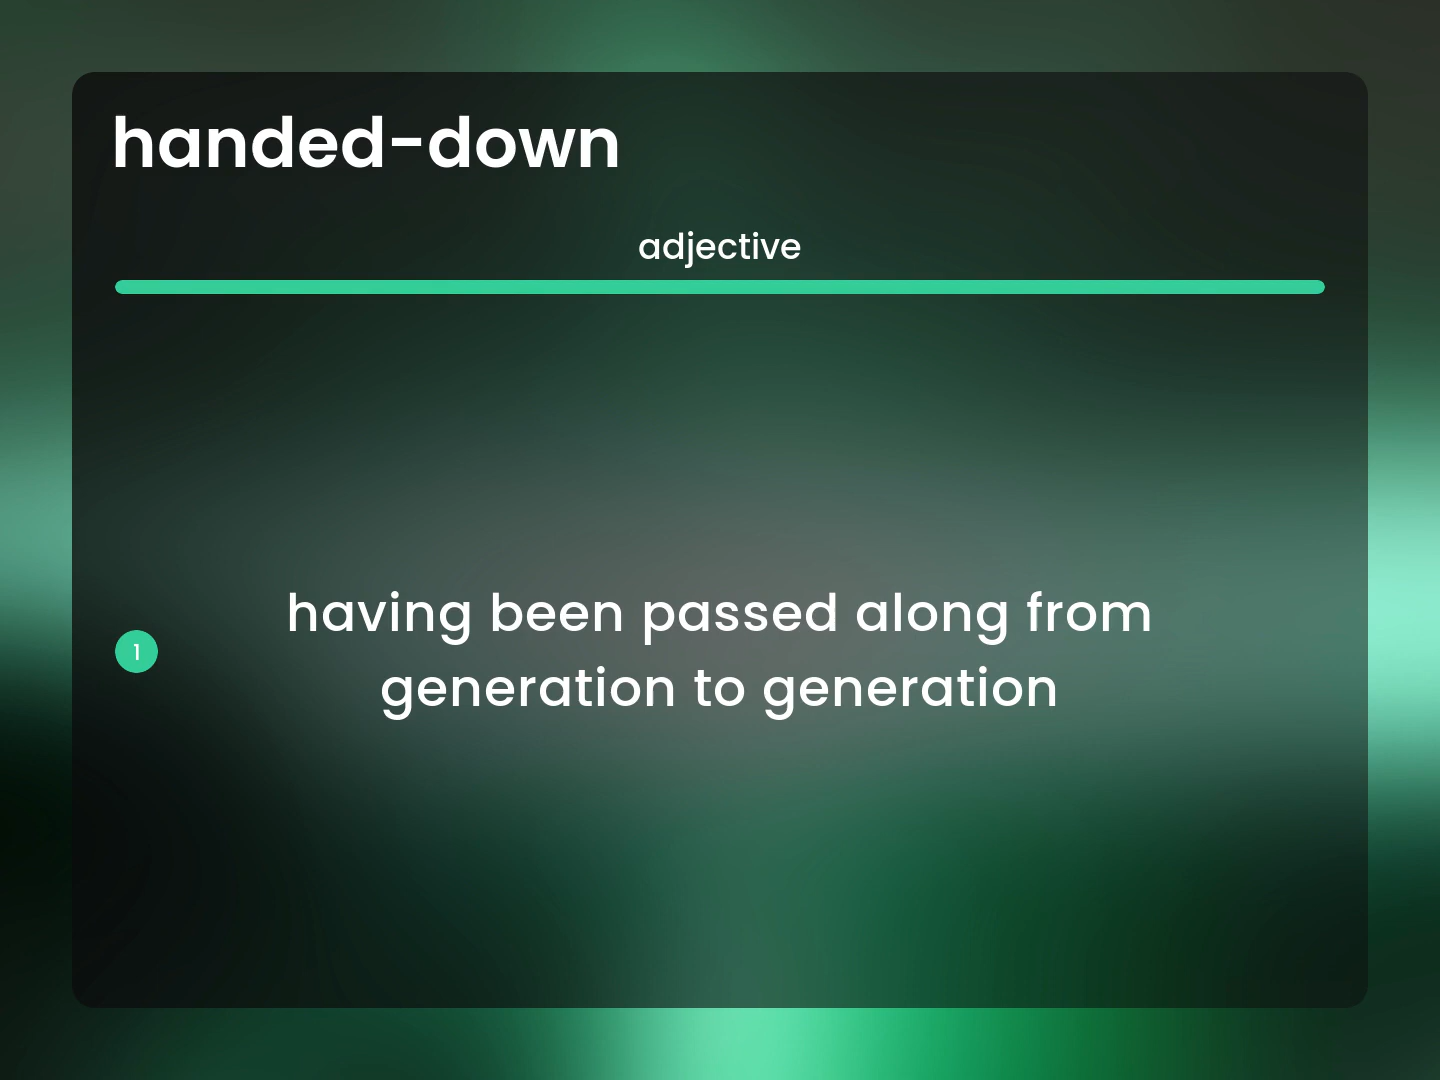 handed-down
adjective
having been passed along from
1
generation to generation